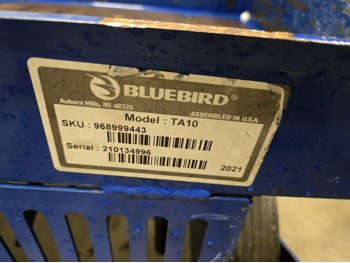 BLUEBIRD®
Auburn Hills, MI 48326
ASSEMBLED IN U.S.A.
Model : TA10
SKU : 968999443
Serial : 210134996
2021